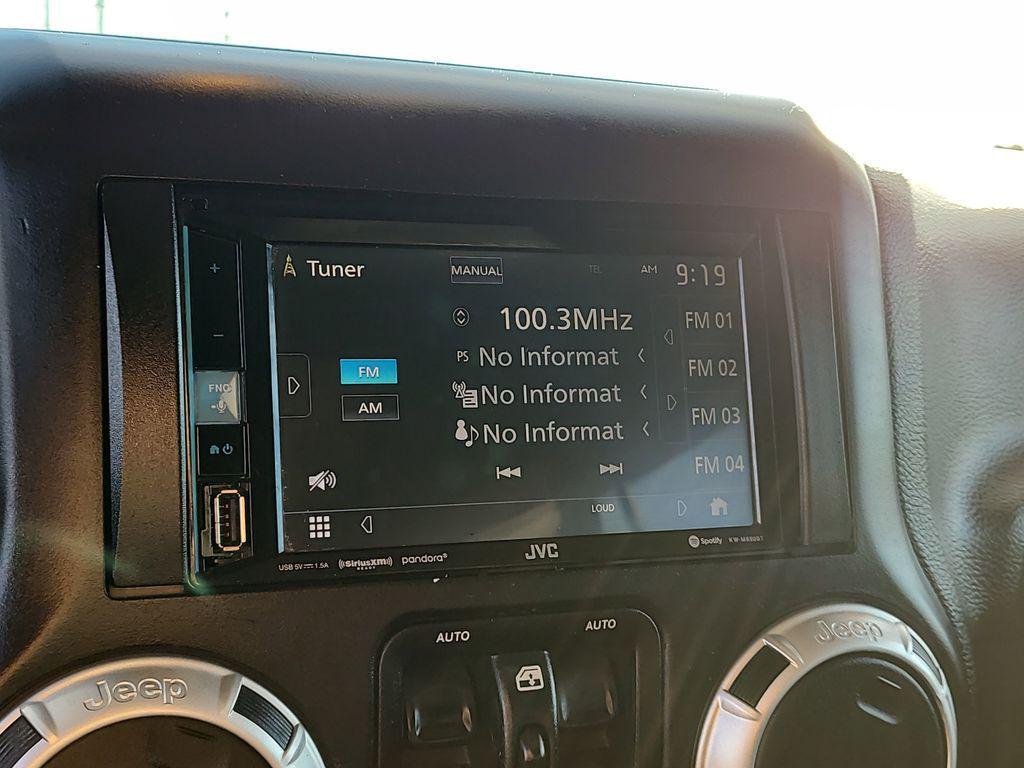 Tuner
MANUAL
TEL
AM 9:19
100.3MHz
FM 01
PS No Informat
FM 02
FM
No Informat
AM
FM 03
No Informat
FM 04
FNC
LOUD
USB 5V 1.5A
SiriusXM
READY
pandora®
JVC
Spotify
AUTO
AUTO
Jeep
Jeep